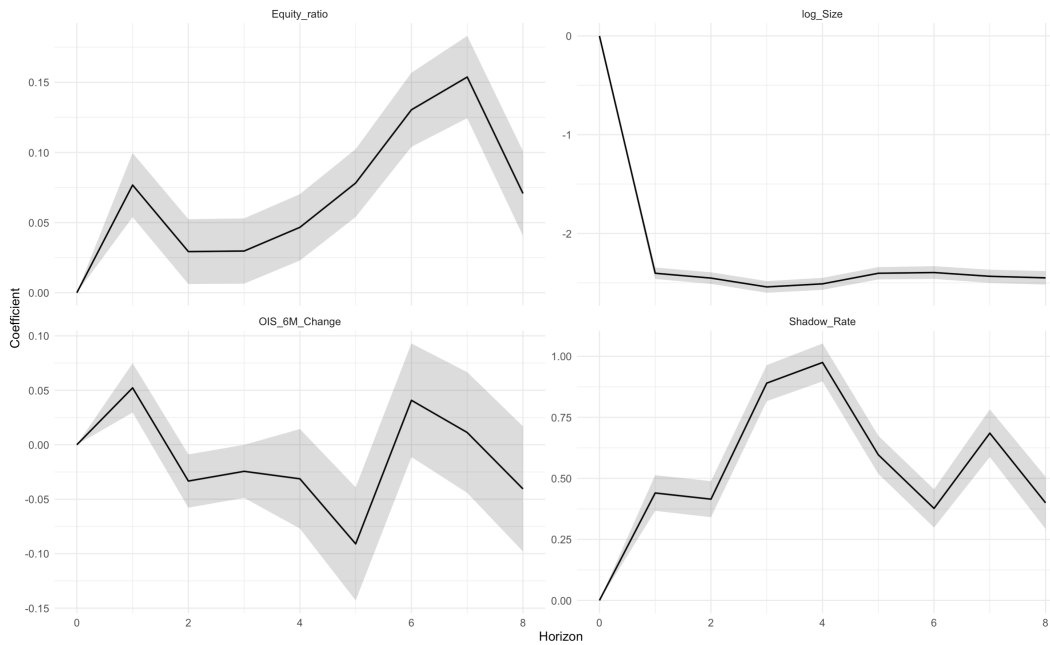 Equity_ratio
log_Size
0.15
0.10
0.05
0.00
0
-1
-2
Coefficient
OIS_6M_Change
Shadow_Rate
0.10
0.05
0.00
-0.05
-0.10
-0.15
1.00
0.75
0.50
0.25
0.00
0 2 4 6 8
0 2 4 6 8
Horizon